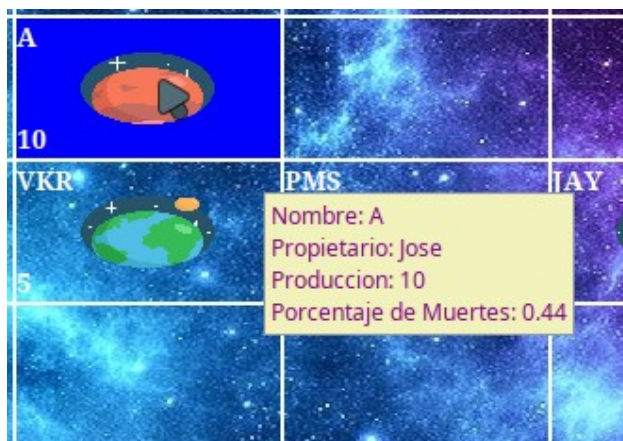 A
10
VKR
PMS
JAY
5
Nombre: A
Propietario: Jose
Produccion: 10
Porcentaje de Muertes: 0.44